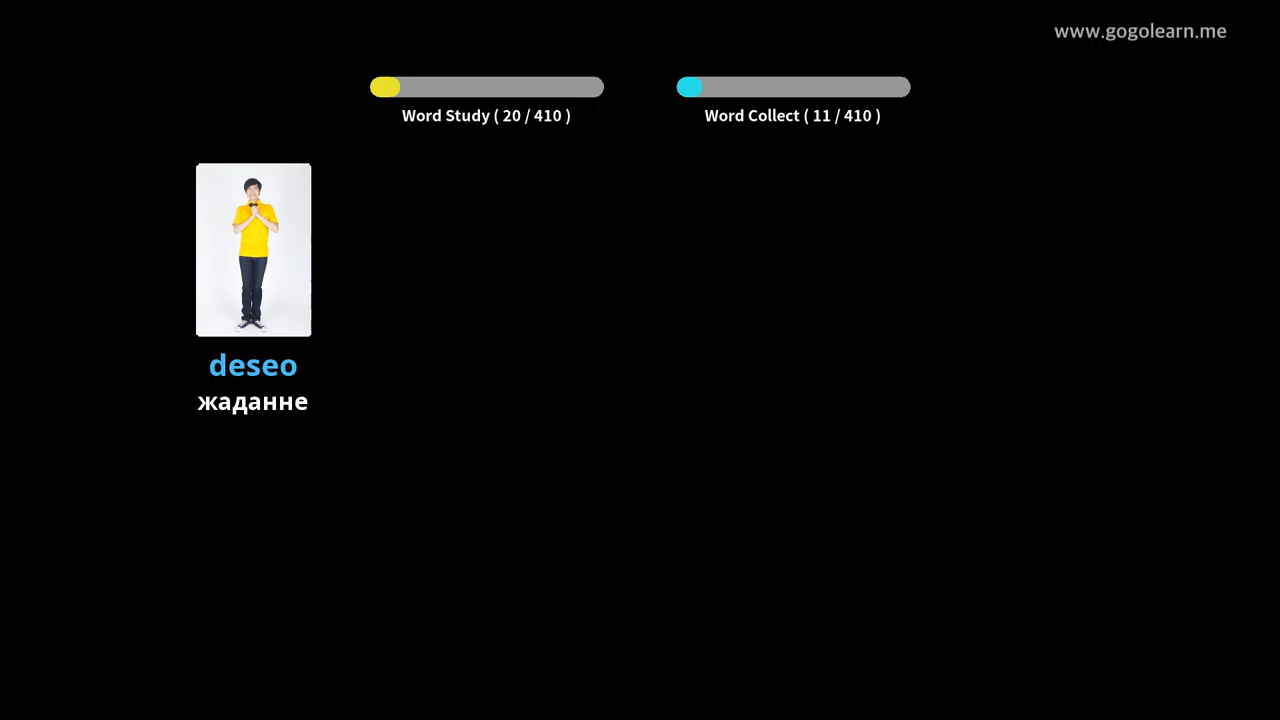 www.gogolearn.me
Word Study ( 20 / 410 )
Word Collect ( 11 / 410 )
deseo
жаданне